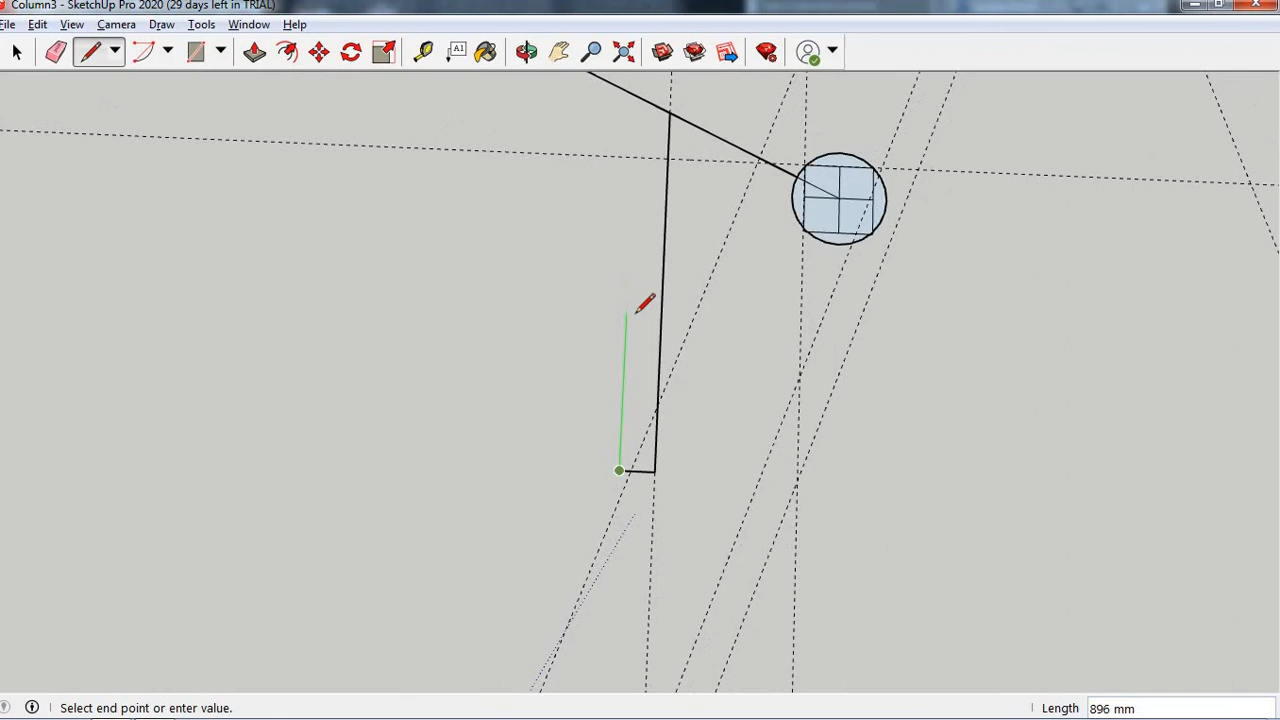 Column3 - SketchUp Pro 2020 (29 days left in TRIAL)
File Edit View Camera Draw Tools Window Help
A1
Select end point or enter value.
Length 896 mm